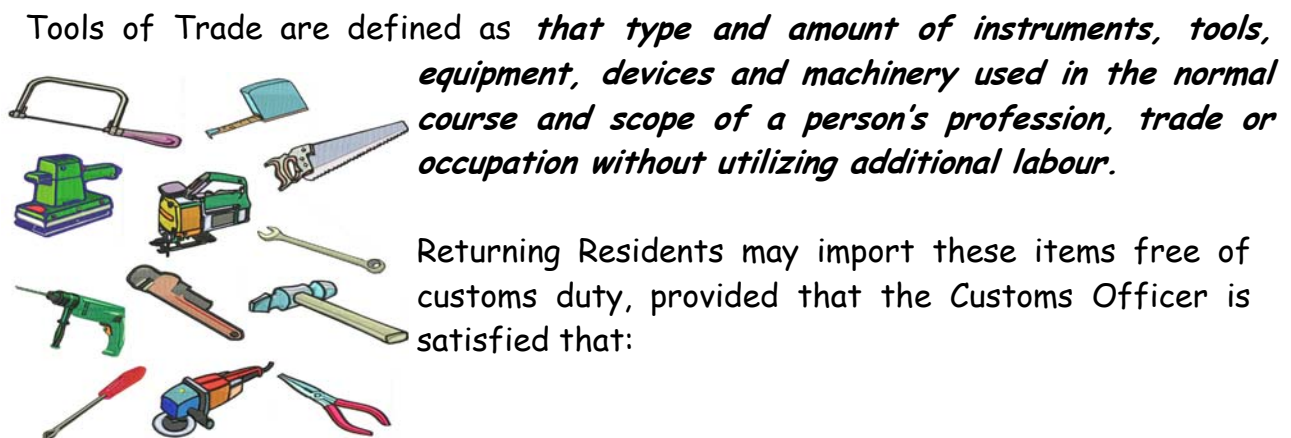 Tools of Trade are defined as that type and amount of instruments, tools,
equipment, devices and machinery used in the normal
course and scope of a person’s profession, trade or
occupation without utilizing additional labour.
Returning Residents may import these items free of
customs duty, provided that the Customs Officer is
satisfied that: